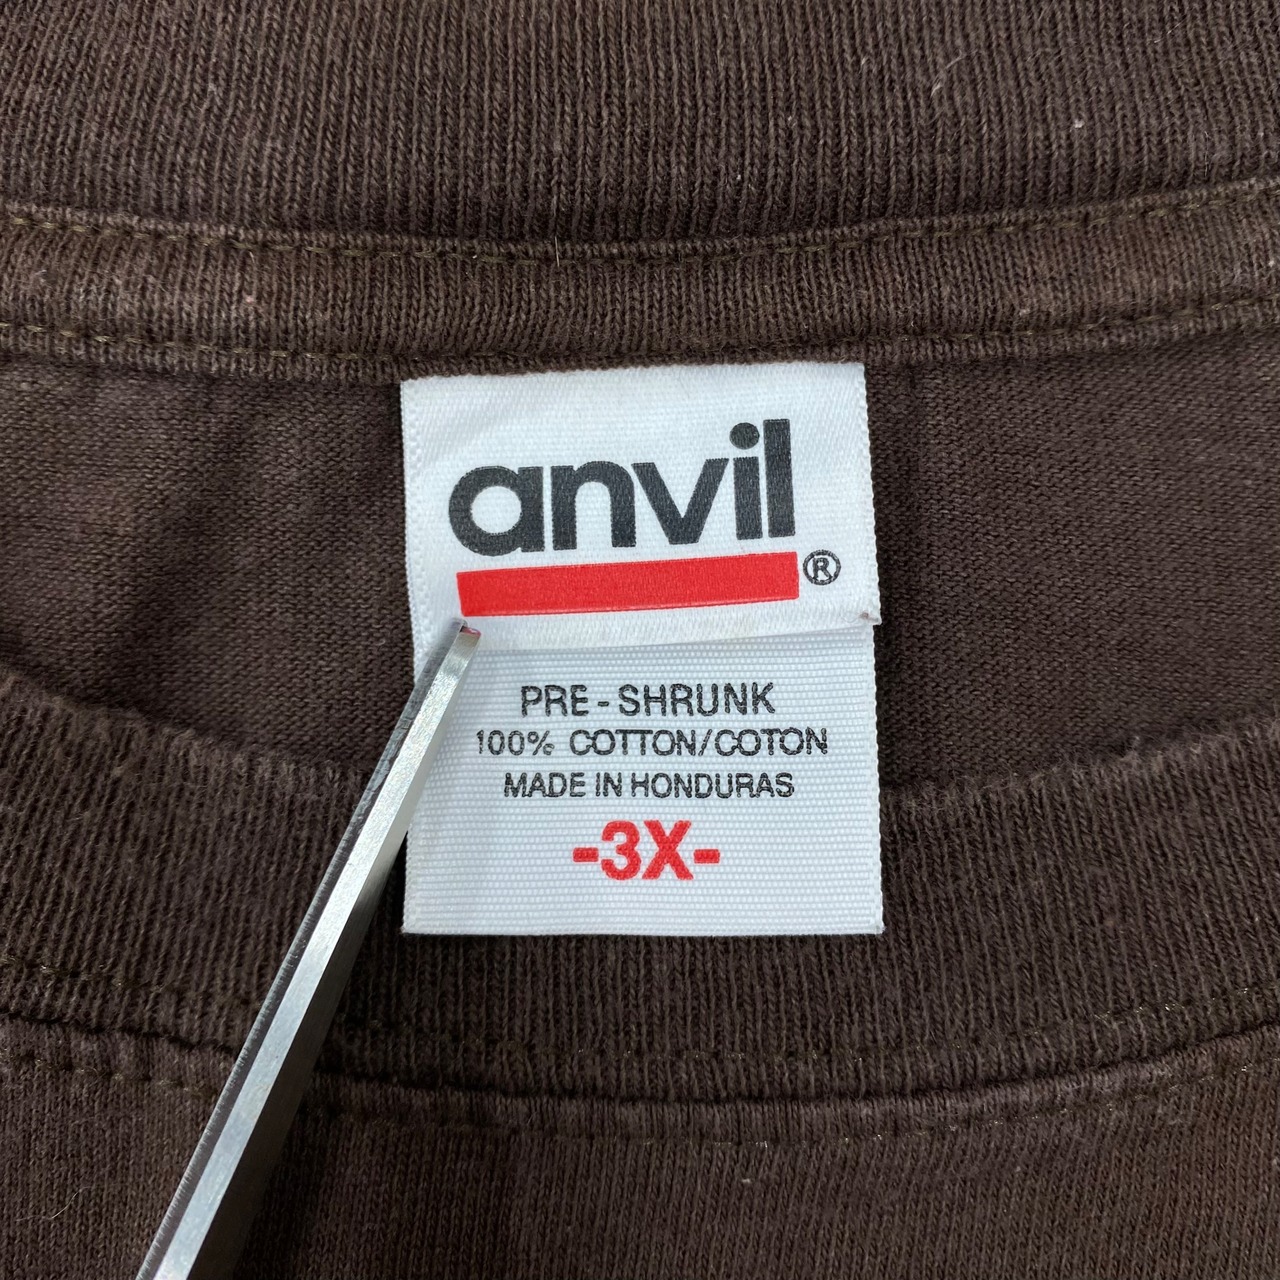 anvil
®
PRE-SHRUNK
100% COTTON/COTON
MADE IN HONDURAS
-3X-